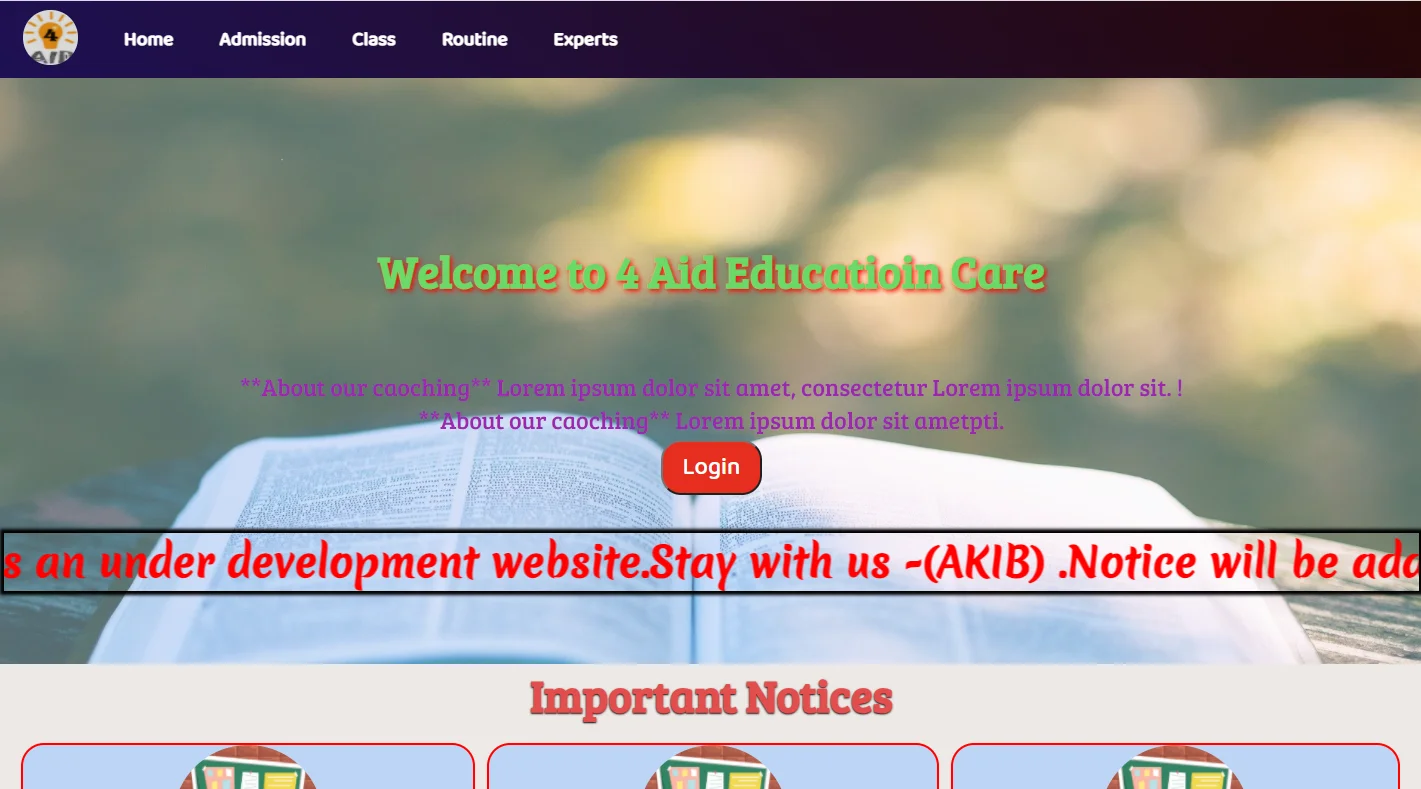 4
AID
Home Admission Class Routine Experts
Welcome to 4 Aid Educatioin Care
**About our caoching** Lorem ipsum dolor sit amet, consectetur Lorem ipsum dolor sit. !
**About our caoching** Lorem ipsum dolor sit ametpti.
Login
s an under development website.Stay with us -(AKIB) .Notice will be add
Important Notices